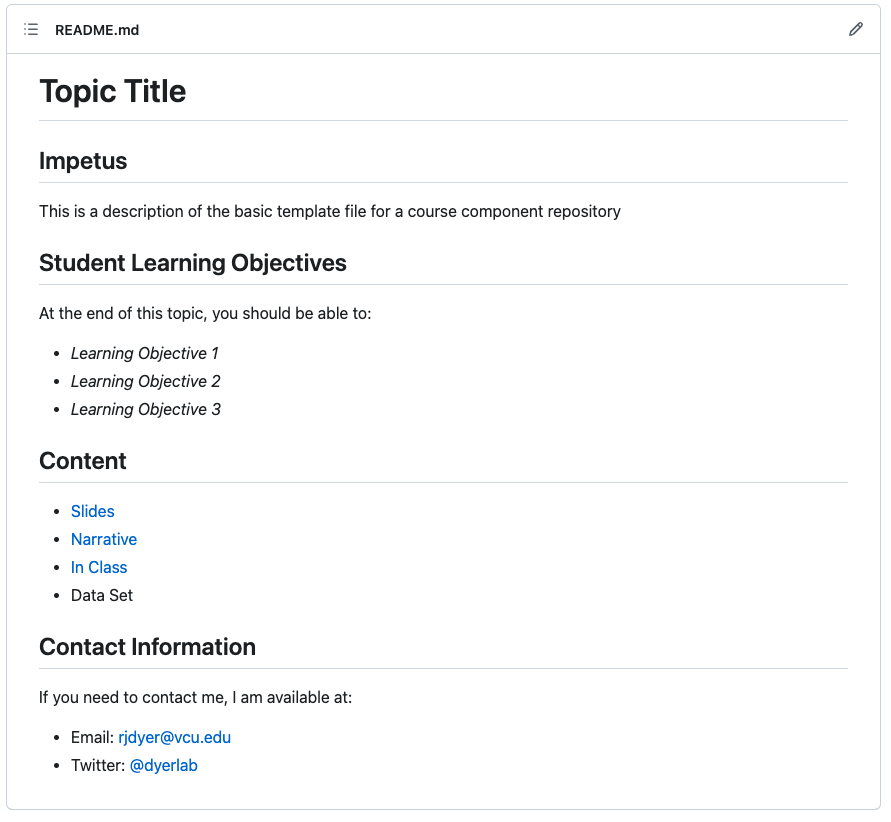 README.md
Topic Title
Impetus
This is a description of the basic template file for a course component repository
Student Learning Objectives
At the end of this topic, you should be able to:
Learning Objective 1
Learning Objective 2
Learning Objective 3
Content
Slides
Narrative
In Class
Data Set
Contact Information
If you need to contact me, I am available at:
Email: rjdyer@vcu.edu
Twitter: @dyerlab